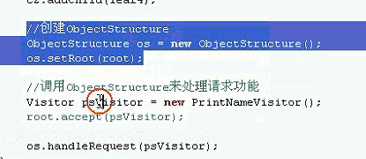 //创建ObjectStructure
ObjectStructure os = new ObjectStructure();
os.setRoot(root);
//调用ObjectStructure来处理请求功能
Visitor psVisitor = new PrintNameVisitor();
root.accept(psVisitor);
os.handleRequest(psVisitor);